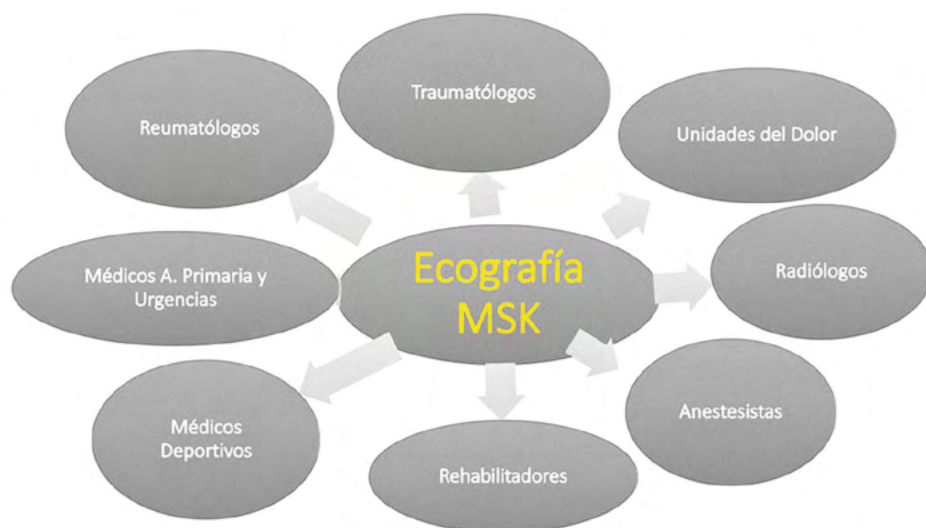 Traumatólogos
Reumatólogos
Unidades del Dolor
Médicos A. Primaria y
Urgencias
Ecografía
MSK
Radiólogos
Médicos
Deportivos
Rehabilitadores
Anestesistas